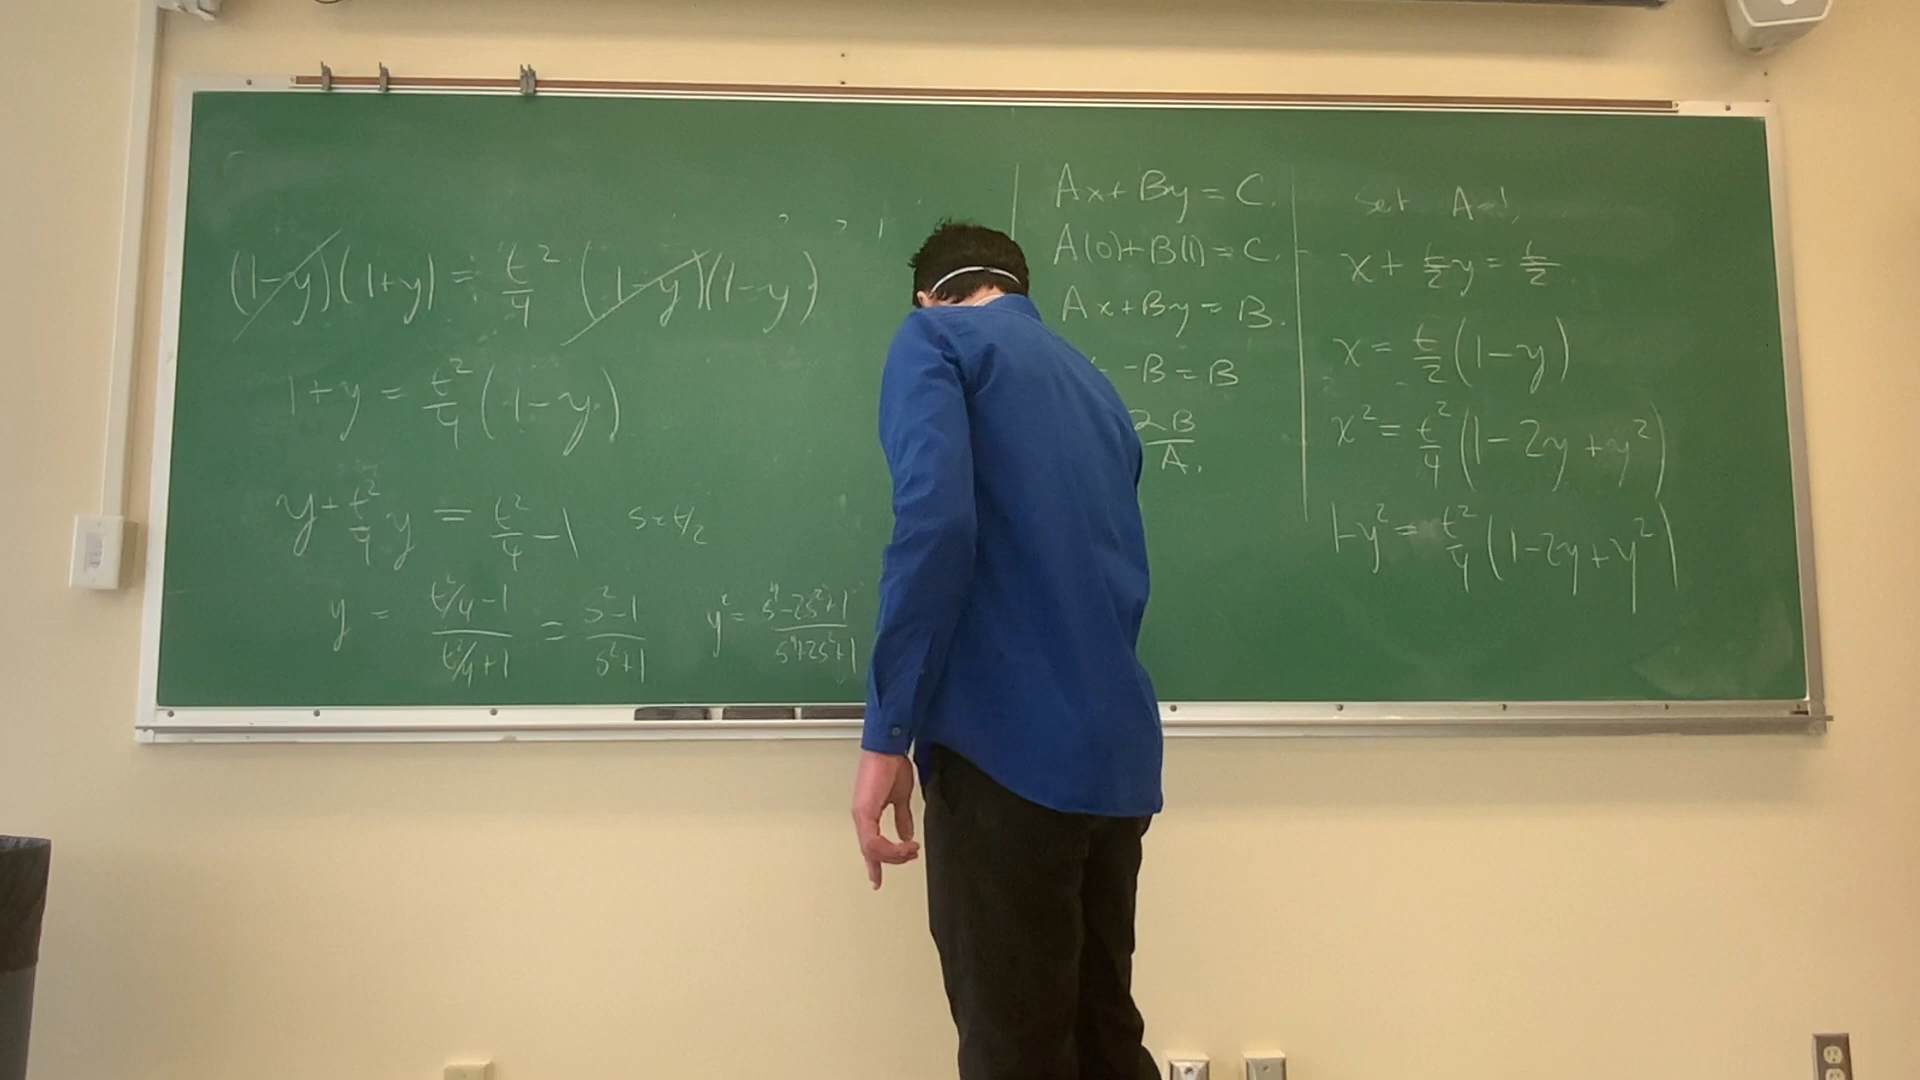 (1-y)(1+y) = t²/4 (1-y)(1-y)
1+y = t²/4 (1-y)
y + t²/4 y = t²/4 - 1   s=t/2
y = (t²/4-1)/(t²/4+1) = (s²-1)/(s²+1)   y² = (s⁴-2s²+1)/(s⁴+2s²+1)
Ax+By=C.
A(0)+B(1)=C.
Ax+By=B.
-B=B
2B/A.
Set A=1,
x + t/2 y = t/2
x = t/2 (1-y)
x² = t²/4 (1-2y+y²)
1-y² = t²/4 (1-2y+y²)